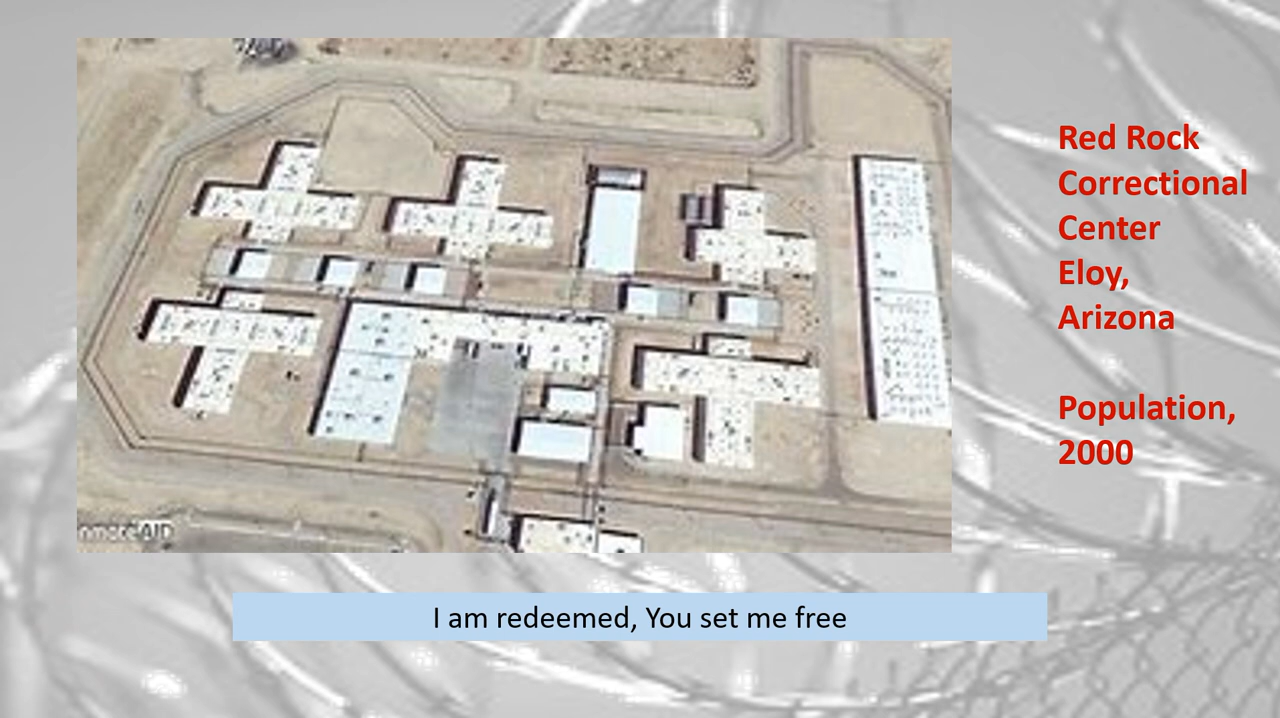 Red Rock
Correctional
Center
Eloy,
Arizona
Population,
2000
I am redeemed, You set me free